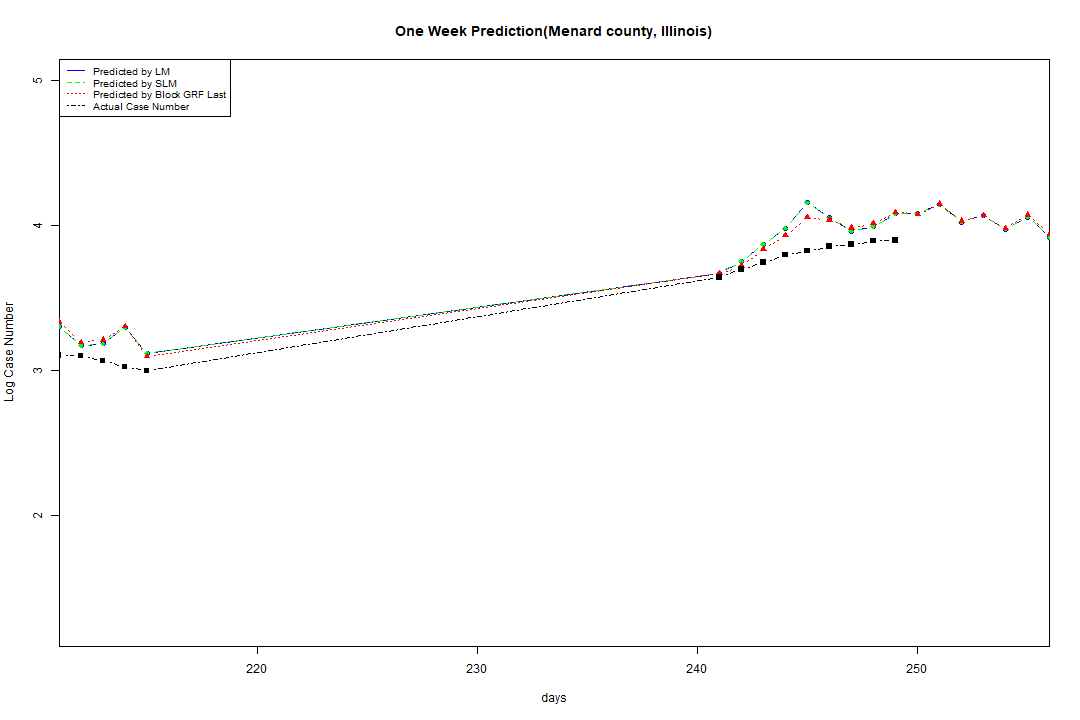 One Week Prediction(Menard county, Illinois)
Predicted by LM
Predicted by SLM
Predicted by Block GRF Last
Actual Case Number
5
4
3
2
Log Case Number
220 230 240 250
days